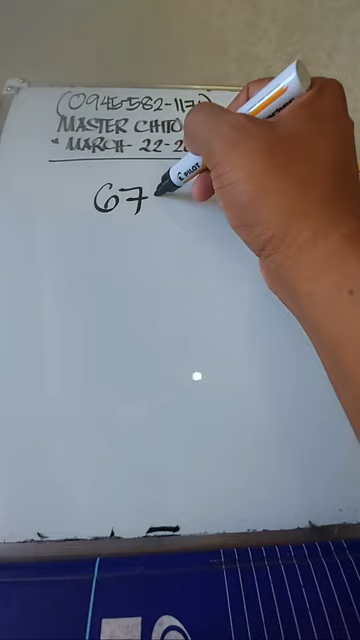 (0945-582-117
MASTER CHITO
* MARCH- 22-2
67
PILOT